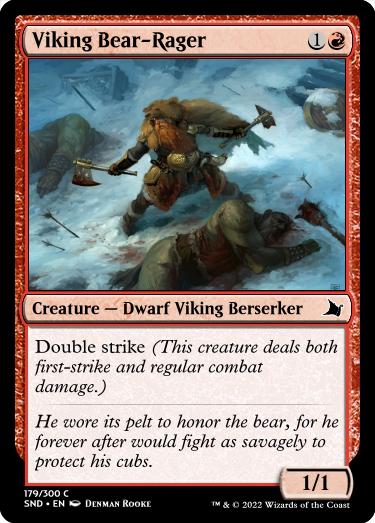 Viking Bear-Rager 1
Creature — Dwarf Viking Berserker
Double strike (This creature deals both
first-strike and regular combat
damage.)
He wore its pelt to honor the bear, for he
forever after would fight as savagely to
protect his cubs.
1/1
179/300 C
SND • EN Denman Rooke
™ & © 2022 Wizards of the Coast